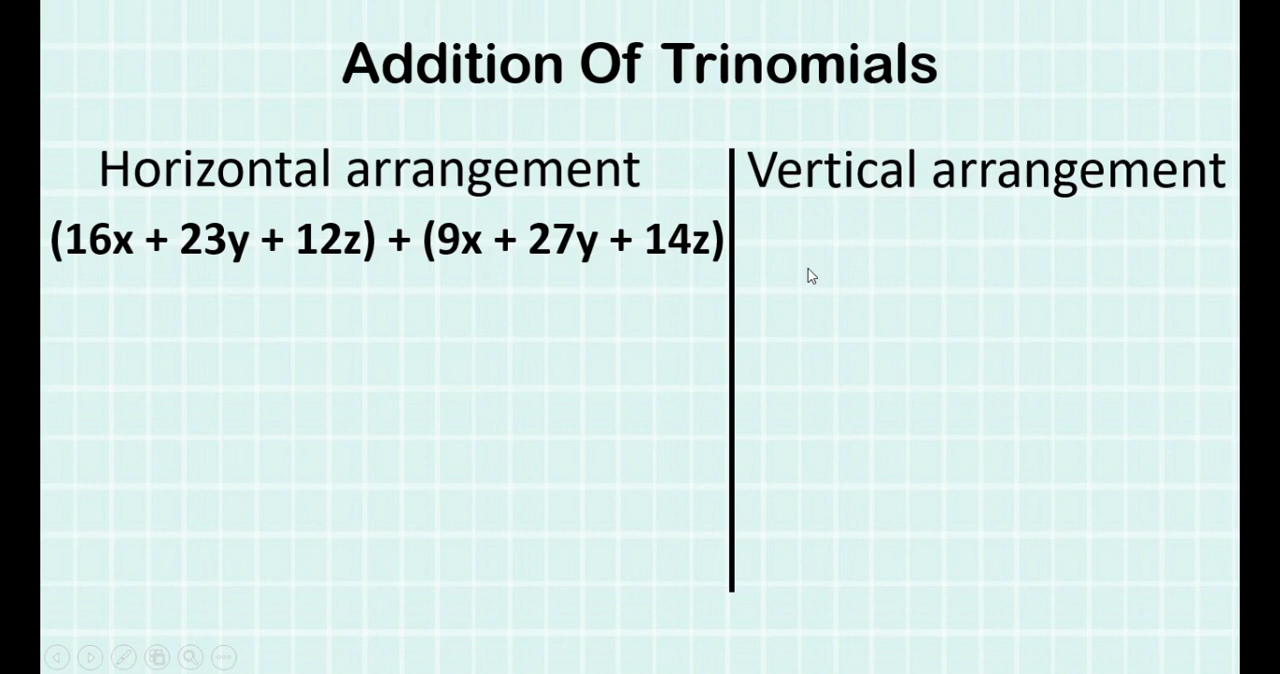 Addition Of Trinomials
Horizontal arrangement
(16x + 23y + 12z) + (9x + 27y + 14z)
Vertical arrangement